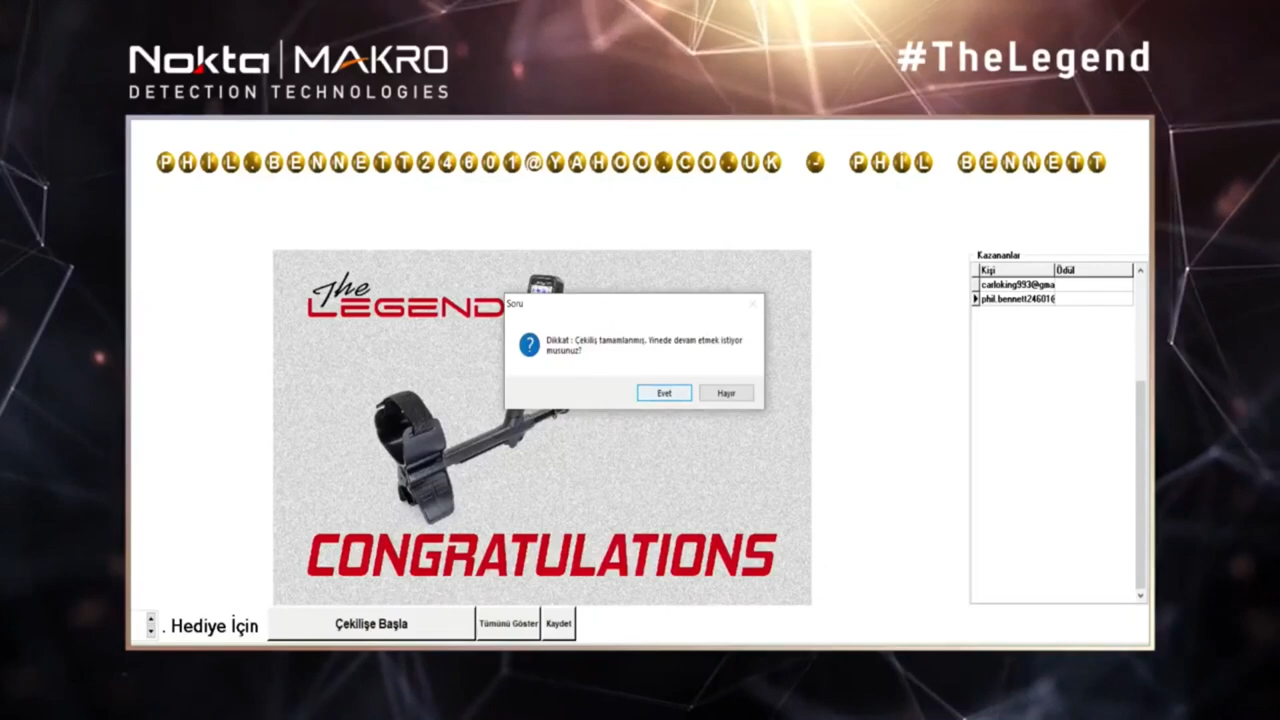 Nokta | MAKRO
DETECTION TECHNOLOGIES
#TheLegend
PHİL.BENNETT24601@YAHOO.CO.UK - PHİL BENNETT
The
LEGEND
Soru
Dikkat : Çekiliş tamamlanmış, Yinede devam etmek istiyor
musunuz?
Evet
Hayır
CONGRATULATIONS
Kazananlar
Kişi
Ödül
carloking993@gma
phil.bennett24601@
. Hediye İçin
Çekilişe Başla
Tümünü Göster
Kaydet